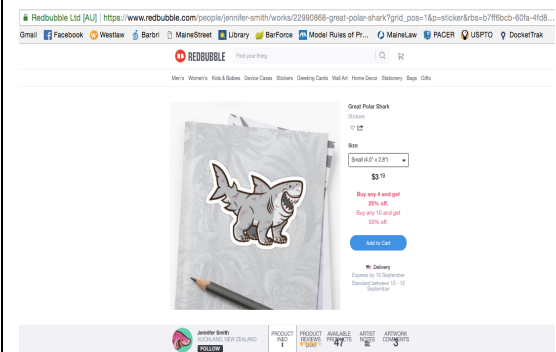 Redbubble Ltd [AU] https://www.redbubble.com/people/jennifer-smith/works/22990868-great-polar-shark?grid_pos=1&p=sticker&rbs=b7ff6bcb-60fa-4fd8...
Gmail Facebook Westlaw Barbri MaineStreet Library BarForce Model Rules of Pr... MaineLaw PACER USPTO DocketTrak
REDBUBBLE Find your thing
Men's Women's Kids & Babies Device Cases Stickers Greeting Cards Wall Art Home Decor Stationery Bags Gifts
Great Polar Shark
Stickers
Size:
Small (4.0" x 2.8")
$3.19
Buy any 4 and get
20% off.
Buy any 10 and get
50% off.
Add to Cart
Delivery
Express by 10 September
Standard between 10 - 12
September
Jennifer Smith
AUCKLAND, NEW ZEALAND
FOLLOW
PRODUCT INFO
PRODUCT REVIEWS
AVAILABLE PRODUCTS
47
ARTIST NOTES
ARTWORK COMMENTS
3